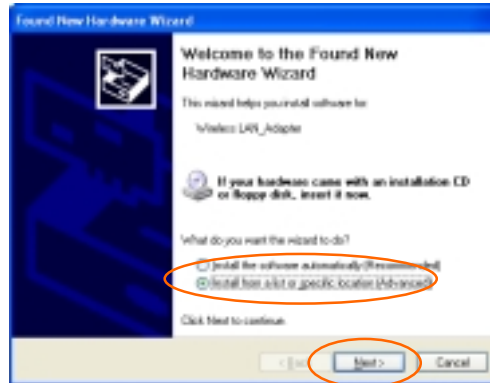 Found New Hardware Wizard
Welcome to the Found New
Hardware Wizard
This wizard helps you install software for:
Wireless LAN_Adapter
If your hardware came with an installation CD
or floppy disk, insert it now.
What do you want the wizard to do?
Install the software automatically (Recommended)
Install from a list or specific location (Advanced)
Click Next to continue.
< Back
Next >
Cancel